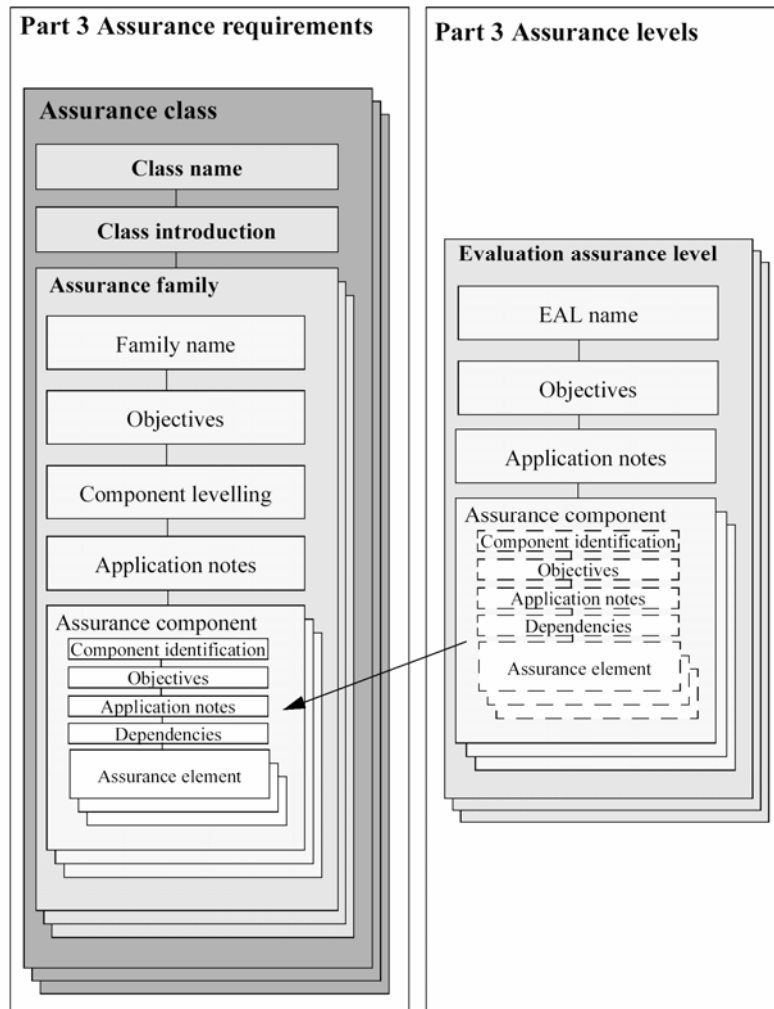 Part 3 Assurance requirements
Assurance class
Class name
Class introduction
Assurance family
Family name
Objectives
Component levelling
Application notes
Assurance component
Component identification
Objectives
Application notes
Dependencies
Assurance element
Part 3 Assurance levels
Evaluation assurance level
EAL name
Objectives
Application notes
Assurance component
Component identification
Objectives
Application notes
Dependencies
Assurance element